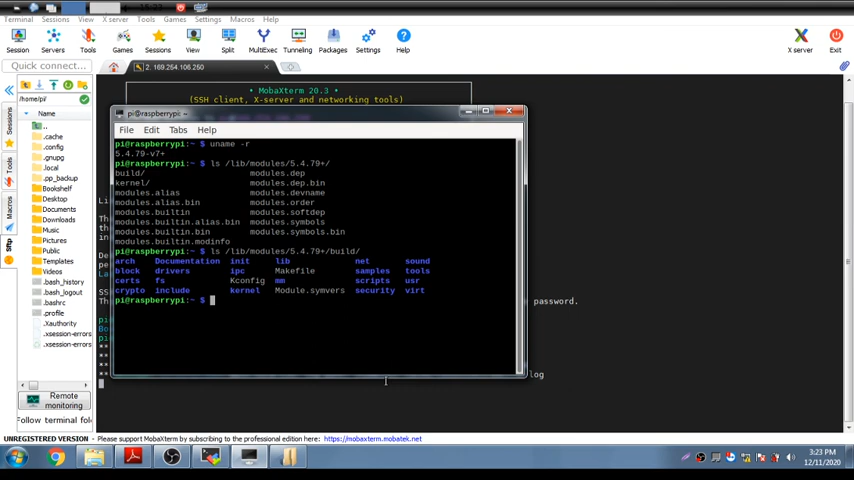 Terminal Sessions View X server Tools Games Settings Macros Help
Session Servers Tools Games Sessions View Split MultiExec Tunneling Packages Settings Help X server Exit
Quick connect...
2. 169.254.106.250
• MobaXterm 20.3 •
(SSH client, X-server and networking tools)
/home/pi/
Name
..
.cache
.config
.gnupg
.local
.pp_backup
Bookshelf
Desktop
Documents
Downloads
Music
Pictures
Public
Templates
Videos
.bash_history
.bash_logout
.bashrc
.profile
.Xauthority
.xsession-errors
.xsession-errors
Sessions
Tools
Macros
Sftp
Remote monitoring
Follow terminal fold
pi@raspberrypi: ~
File Edit Tabs Help
pi@raspberrypi:~ $ uname -r
5.4.79-v7+
pi@raspberrypi:~ $ ls /lib/modules/5.4.79+/
build/ modules.dep
kernel/ modules.dep.bin
modules.alias modules.devname
modules.alias.bin modules.order
modules.builtin modules.softdep
modules.builtin.alias.bin modules.symbols
modules.builtin.bin modules.symbols.bin
modules.builtin.modinfo
pi@raspberrypi:~ $ ls /lib/modules/5.4.79+/build/
arch Documentation init lib net sound
block drivers ipc Makefile samples tools
certs fs Kconfig mm scripts usr
crypto include kernel Module.symvers security virt
pi@raspberrypi:~ $
password.
log
UNREGISTERED VERSION - Please support MobaXterm by subscribing to the professional edition here: https://mobaxterm.mobatek.net
3:23 PM
12/11/2020